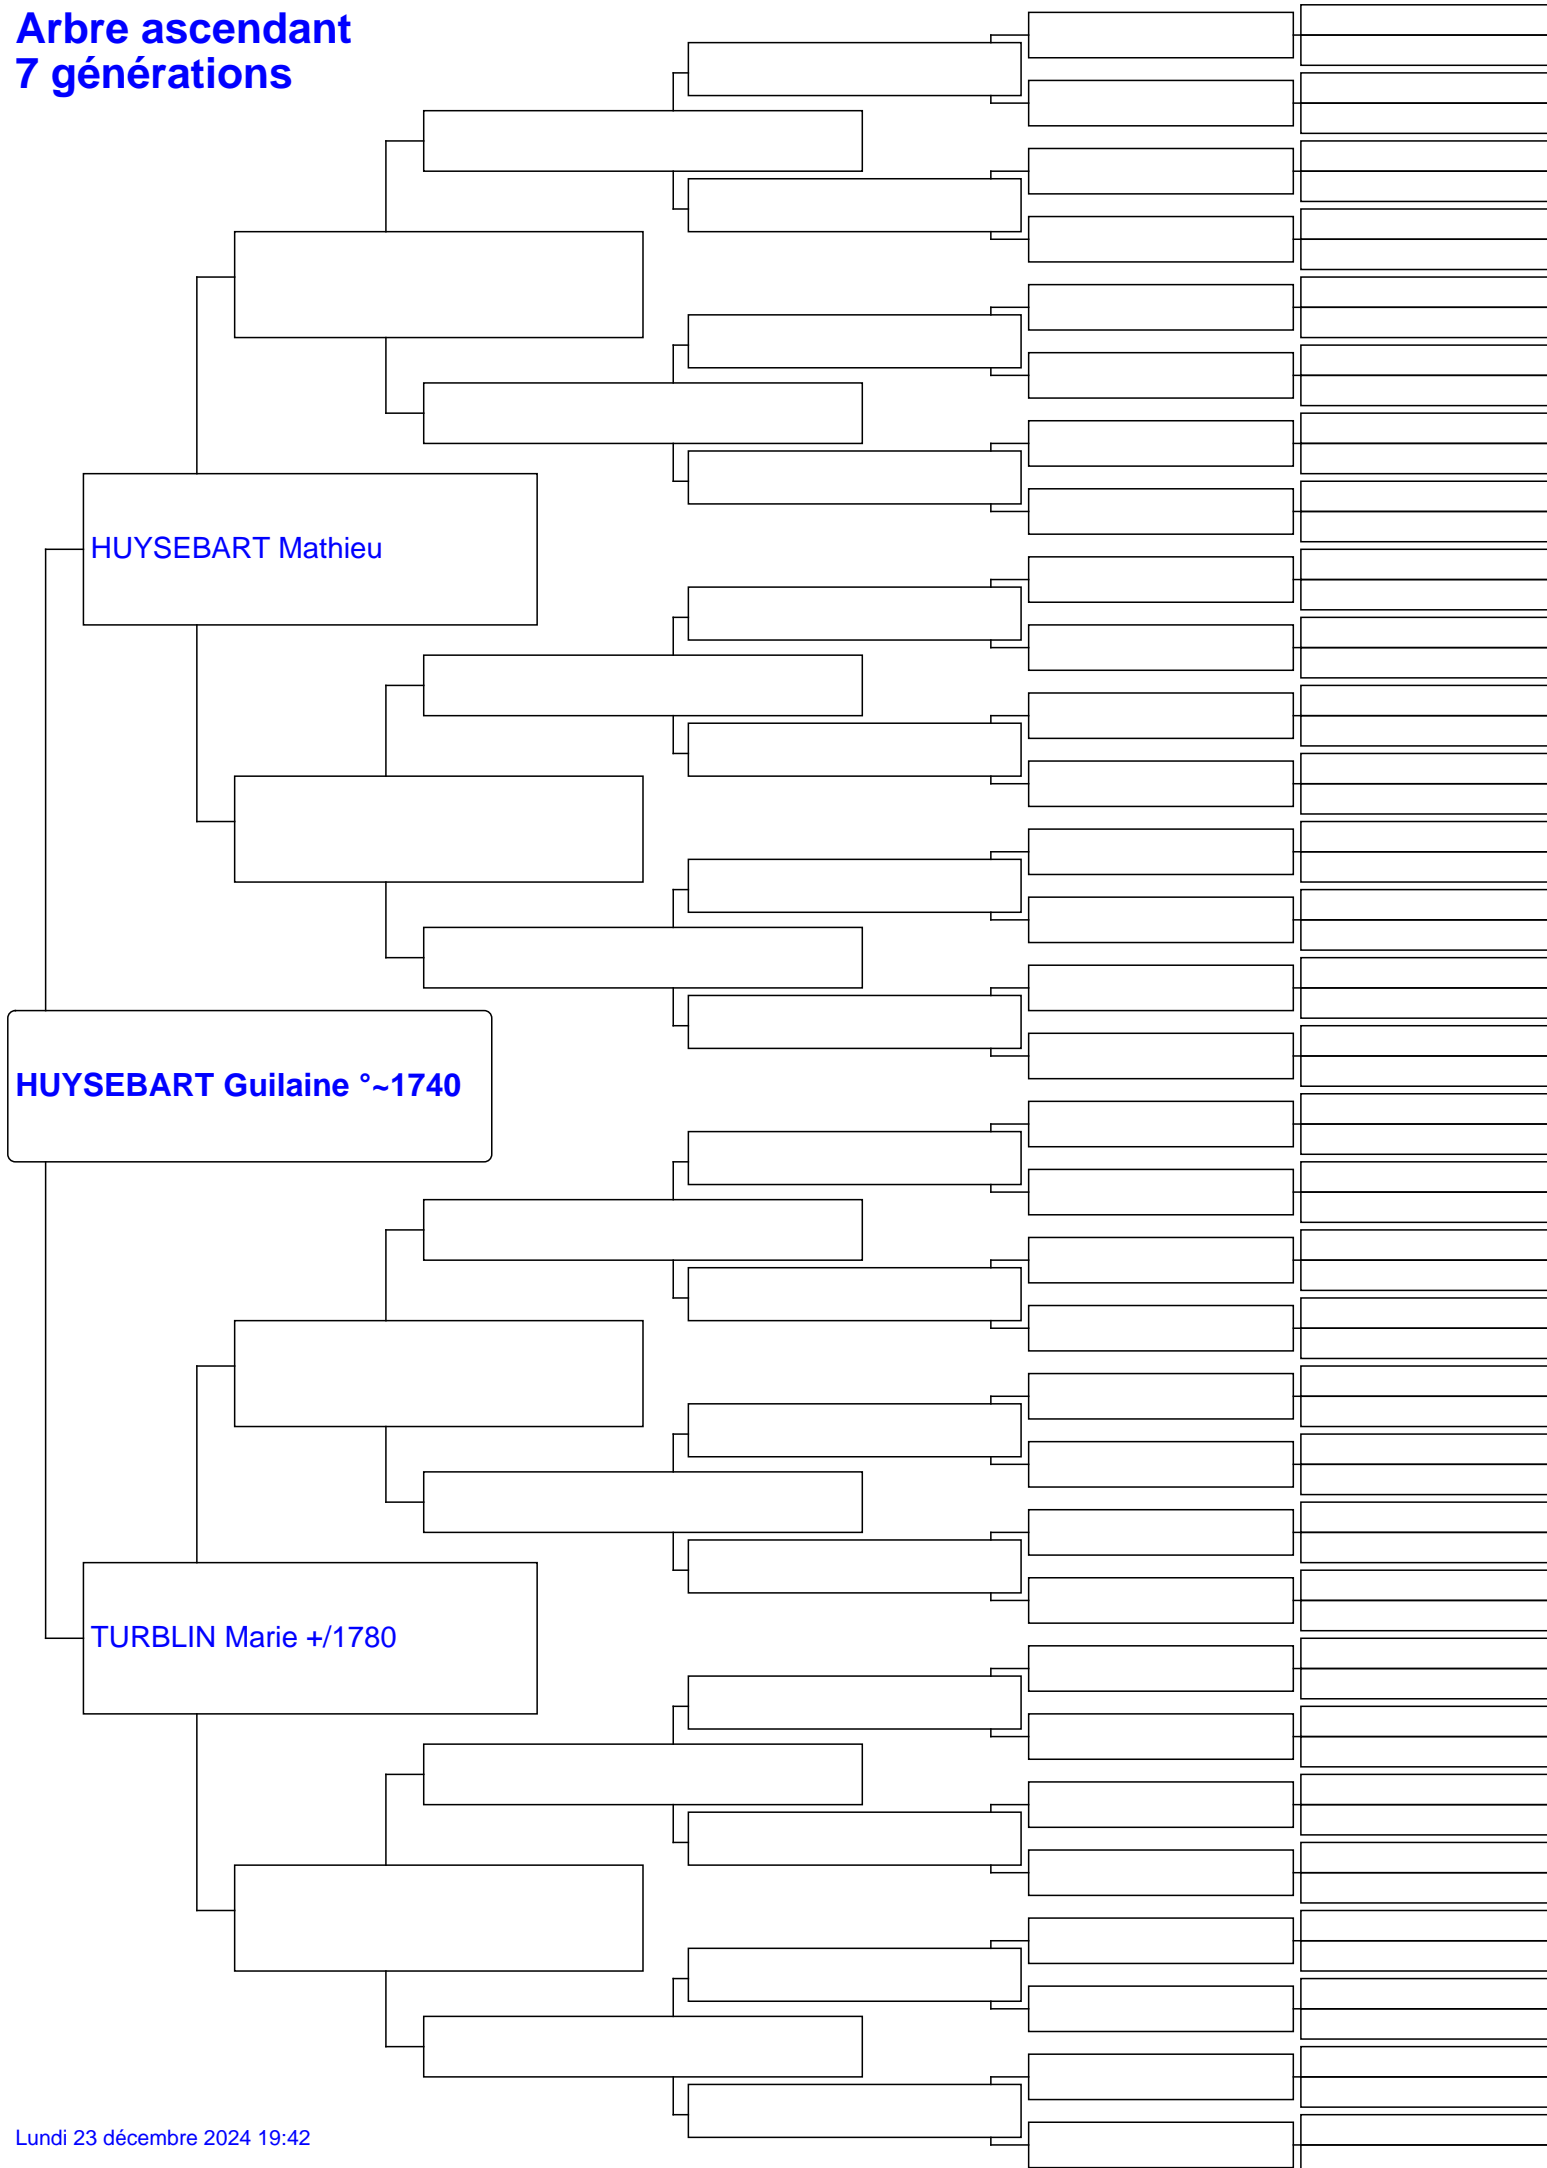 Arbre ascendant
7 générations
HUYSEBART Mathieu
HUYSEBART Guilaine °~1740
TURBLIN Marie +/1780
Lundi 23 décembre 2024 19:42